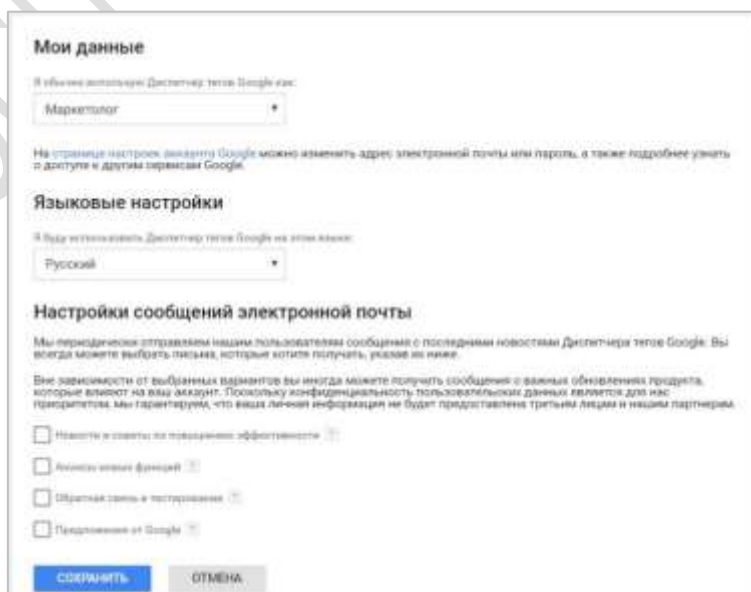 Мои данные
Я обычно использую Диспетчер тегов Google как:
Маркетолог
На странице настроек аккаунта Google можно изменить адрес электронной почты или пароль, а также подробнее узнать
о доступе к другим сервисам Google.
Языковые настройки
Я буду использовать Диспетчер тегов Google на этом языке:
Русский
Настройки сообщений электронной почты
Мы периодически отправляем нашим пользователям сообщения с последними новостями Диспетчера тегов Google. Вы
всегда можете выбрать письма, которые хотите получать, указав их ниже.
Вне зависимости от выбранных вариантов вы иногда можете получить сообщения о важных обновлениях продукта,
которые влияют на ваш аккаунт. Поскольку конфиденциальность пользовательских данных является для нас
приоритетом, мы гарантируем, что ваша личная информация не будет предоставлена третьим лицам и нашим партнерам.
Новости и советы по повышению эффективности ?
Анонсы новых функций ?
Обратная связь и тестирование ?
Предложения от Google ?
СОХРАНИТЬ ОТМЕНА